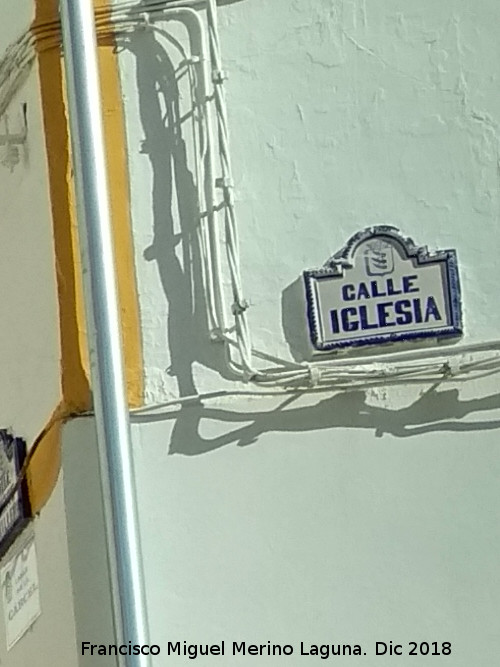 CALLE
IGLESIA
Francisco Miguel Merino Laguna. Dic 2018